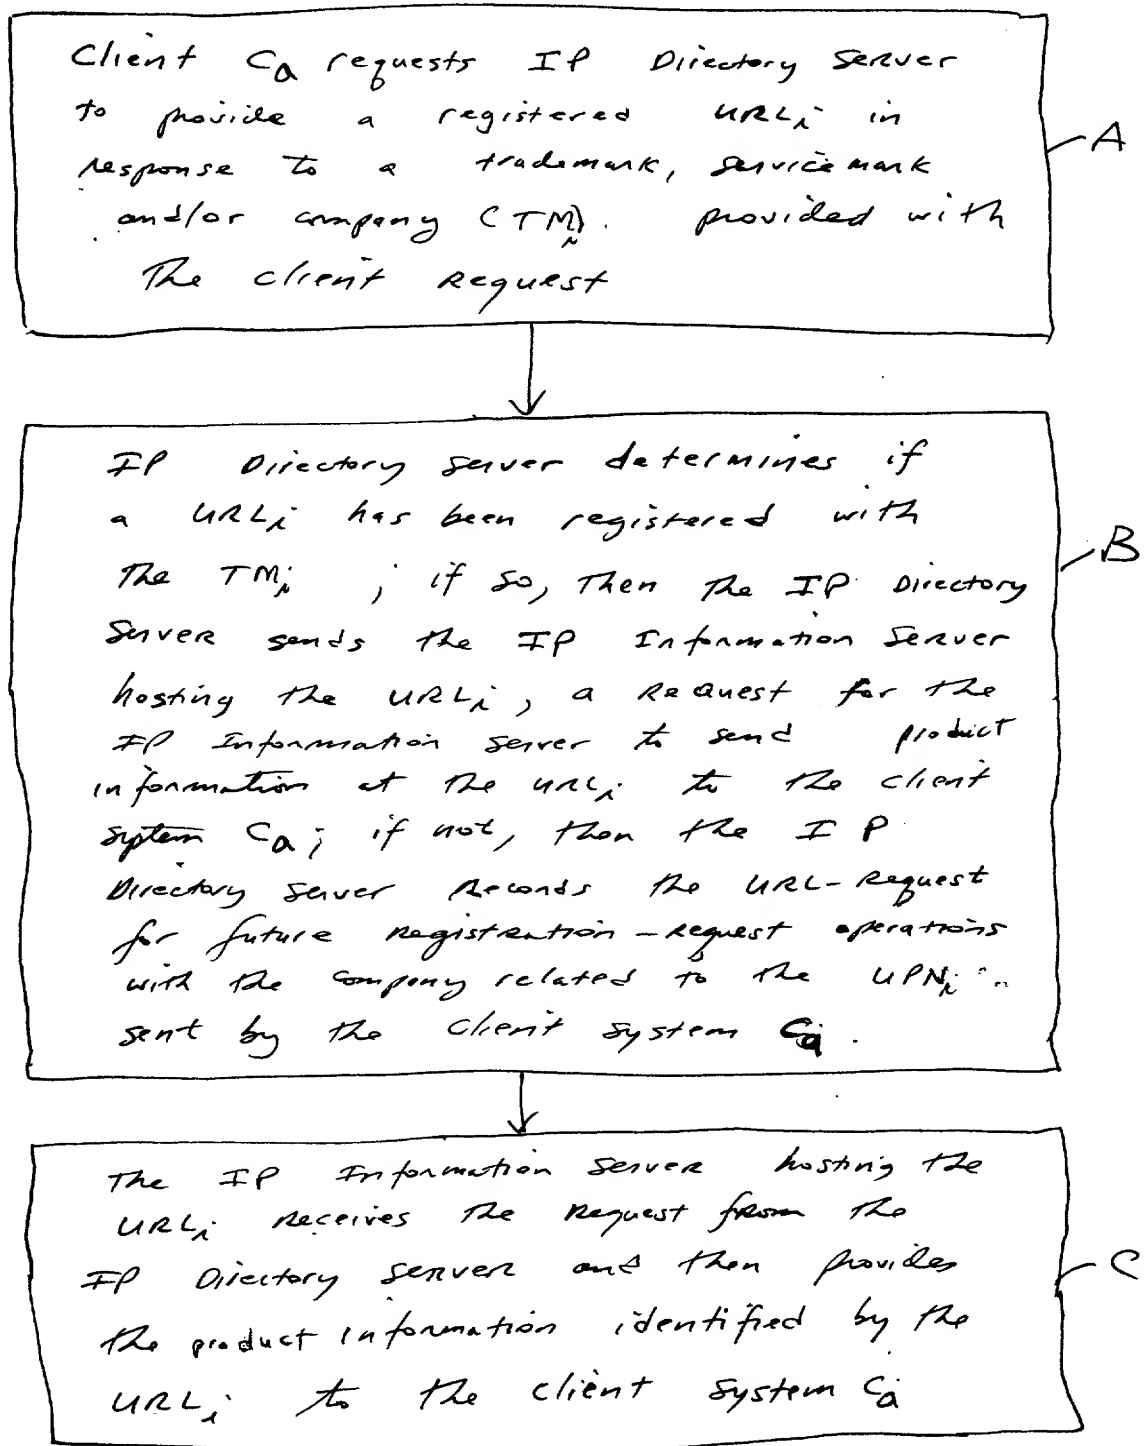 Client Ca requests IP Directory Server
to provide a registered URLi in
response to a trademark, servicemark
and/or company (TMi). provided with
The client Request
A
IP Directory Server determines if
a URLi has been registered with
The TMi ; if so, Then The IP Directory
Server sends the IP Information Server
hosting the URLi, a Request for the
IP Information Server to send product
information at the URLi to the client
system Ca; if not, then the IP
Directory Server Records the URL-Request
for future Registration-Request operations
with the company related to the UPNi
sent by the Client System Ca.
B
The IP Information Server hosting the
URLi Receives the Request from the
IP Directory Server and then provides
the product information identified by the
URLi to the client System Ca
C